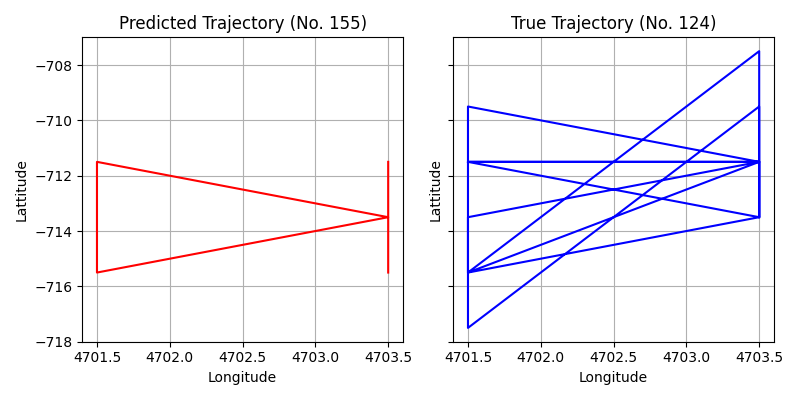 Predicted Trajectory (No. 155)
True Trajectory (No. 124)
Lattitude
−708
−710
−712
−714
−716
−718
4701.5 4702.0 4702.5 4703.0 4703.5
Longitude
Lattitude
4701.5 4702.0 4702.5 4703.0 4703.5
Longitude